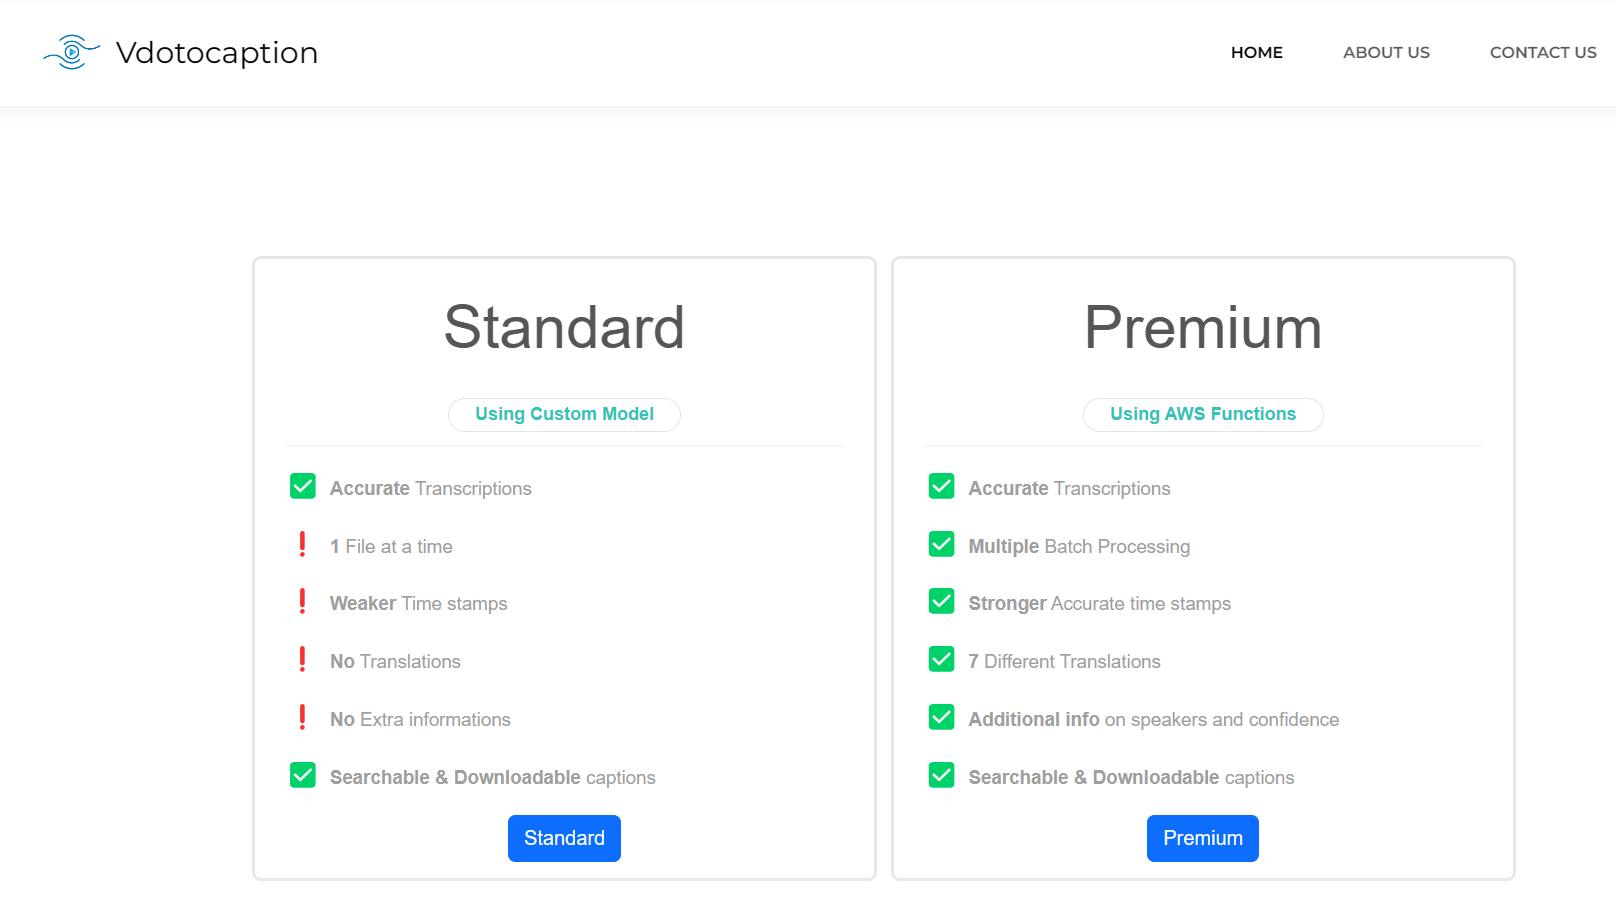 Vdotocaption
HOME
ABOUT US
CONTACT US
Standard
Using Custom Model
Accurate Transcriptions
1 File at a time
Weaker Time stamps
No Translations
No Extra informations
Searchable & Downloadable captions
Standard
Premium
Using AWS Functions
Accurate Transcriptions
Multiple Batch Processing
Stronger Accurate time stamps
7 Different Translations
Additional info on speakers and confidence
Searchable & Downloadable captions
Premium